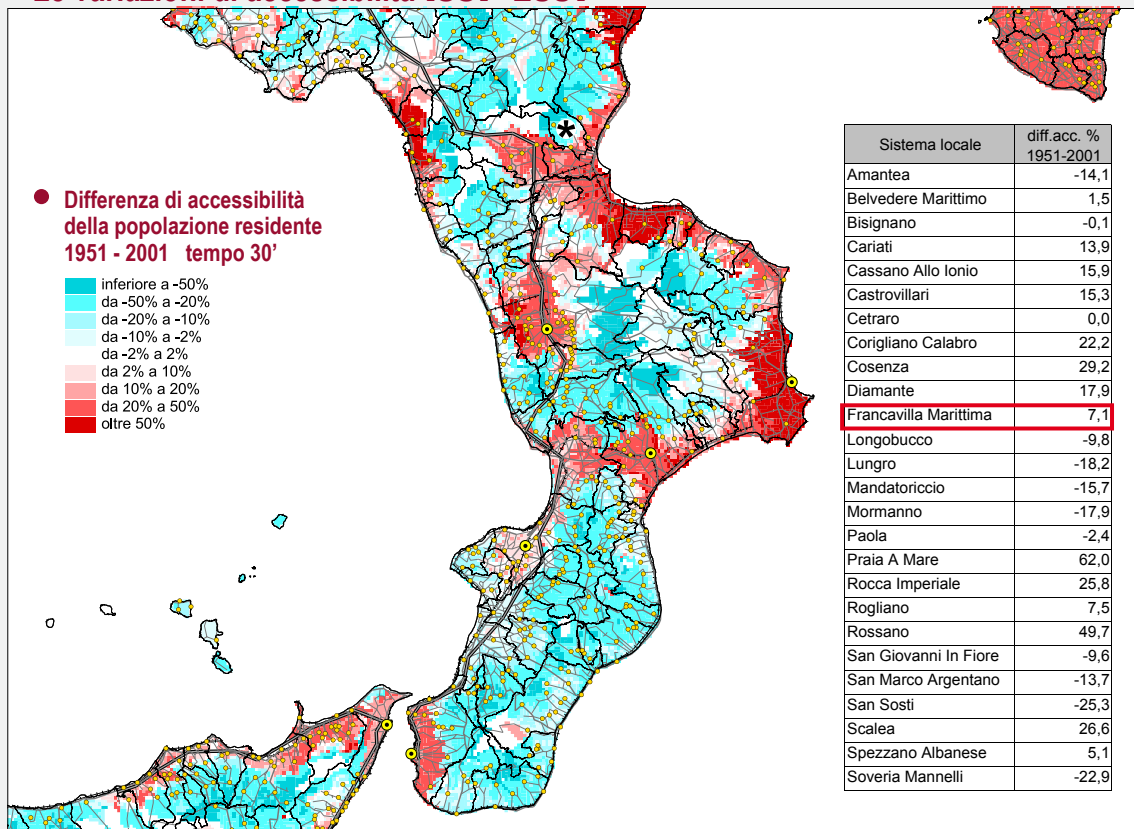 Differenza di accessibilità
della popolazione residente
1951 - 2001 tempo 30'
inferiore a -50%
da -50% a -20%
da -20% a -10%
da -10% a -2%
da -2% a 2%
da 2% a 10%
da 10% a 20%
da 20% a 50%
oltre 50%
*
Sistema locale diff.acc. %
1951-2001
Amantea -14,1
Belvedere Marittimo 1,5
Bisignano -0,1
Cariati 13,9
Cassano Allo Ionio 15,9
Castrovillari 15,3
Cetraro 0,0
Corigliano Calabro 22,2
Cosenza 29,2
Diamante 17,9
Francavilla Marittima 7,1
Longobucco -9,8
Lungro -18,2
Mandatoriccio -15,7
Mormanno -17,9
Paola -2,4
Praia A Mare 62,0
Rocca Imperiale 25,8
Rogliano 7,5
Rossano 49,7
San Giovanni In Fiore -9,6
San Marco Argentano -13,7
San Sosti -25,3
Scalea 26,6
Spezzano Albanese 5,1
Soveria Mannelli -22,9